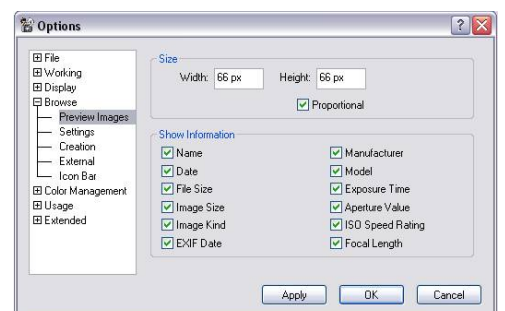 Options
File
Working
Display
Browse
Preview Images
Settings
Creation
External
Icon Bar
Color Management
Usage
Extended
Size
Width: 66 px Height: 66 px
Proportional
Show Information
Name
Date
File Size
Image Size
Image Kind
EXIF Date
Manufacturer
Model
Exposure Time
Aperture Value
ISO Speed Rating
Focal Length
Apply OK Cancel